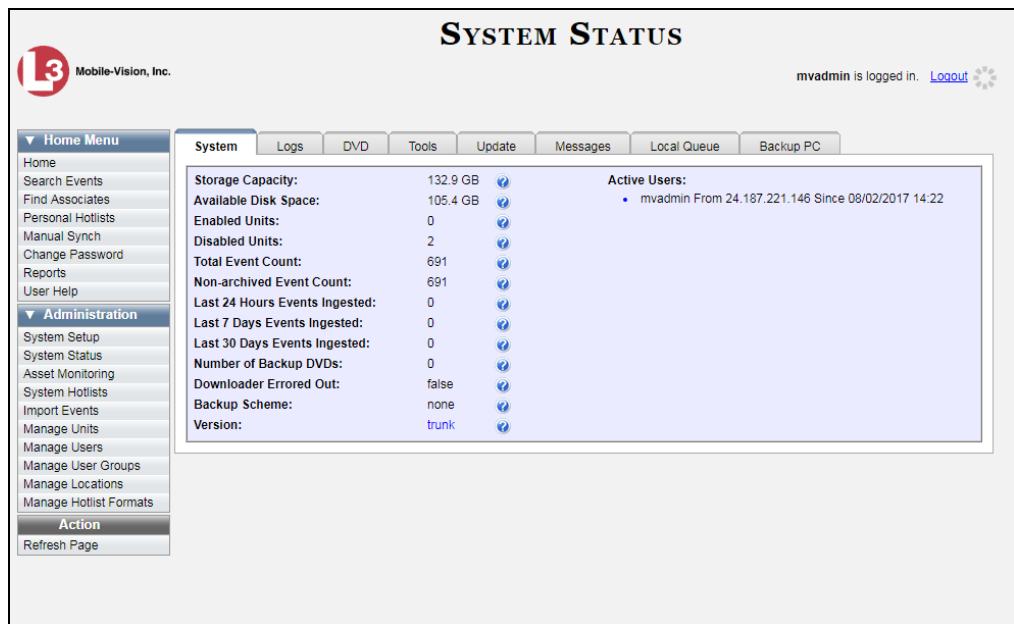 SYSTEM STATUS
L3 Mobile-Vision, Inc.
mvadmin is logged in. Logout
▼ Home Menu
Home
Search Events
Find Associates
Personal Hotlists
Manual Synch
Change Password
Reports
User Help
▼ Administration
System Setup
System Status
Asset Monitoring
System Hotlists
Import Events
Manage Units
Manage Users
Manage User Groups
Manage Locations
Manage Hotlist Formats
Action
Refresh Page
System Logs DVD Tools Update Messages Local Queue Backup PC
Storage Capacity: 132.9 GB ?
Available Disk Space: 105.4 GB ?
Enabled Units: 0 ?
Disabled Units: 2 ?
Total Event Count: 691 ?
Non-archived Event Count: 691 ?
Last 24 Hours Events Ingested: 0 ?
Last 7 Days Events Ingested: 0 ?
Last 30 Days Events Ingested: 0 ?
Number of Backup DVDs: 0 ?
Downloader Errored Out: false ?
Backup Scheme: none ?
Version: trunk ?
Active Users:
• mvadmin From 24.187.221.146 Since 08/02/2017 14:22